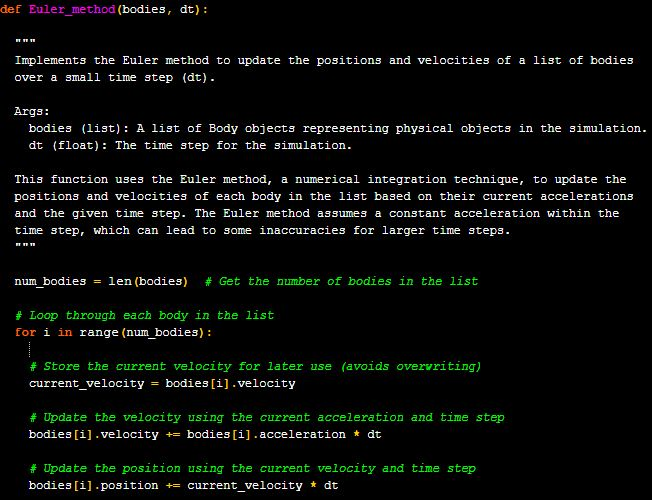 def Euler_method(bodies, dt):
"""
Implements the Euler method to update the positions and velocities of a list of bodies
over a small time step (dt).
Args:
bodies (list): A list of Body objects representing physical objects in the simulation.
dt (float): The time step for the simulation.
This function uses the Euler method, a numerical integration technique, to update the
positions and velocities of each body in the list based on their current accelerations
and the given time step. The Euler method assumes a constant acceleration within the
time step, which can lead to some inaccuracies for larger time steps.
"""
num_bodies = len(bodies)  # Get the number of bodies in the list
# Loop through each body in the list
for i in range(num_bodies):
# Store the current velocity for later use (avoids overwriting)
current_velocity = bodies[i].velocity
# Update the velocity using the current acceleration and time step
bodies[i].velocity += bodies[i].acceleration * dt
# Update the position using the current velocity and time step
bodies[i].position += current_velocity * dt